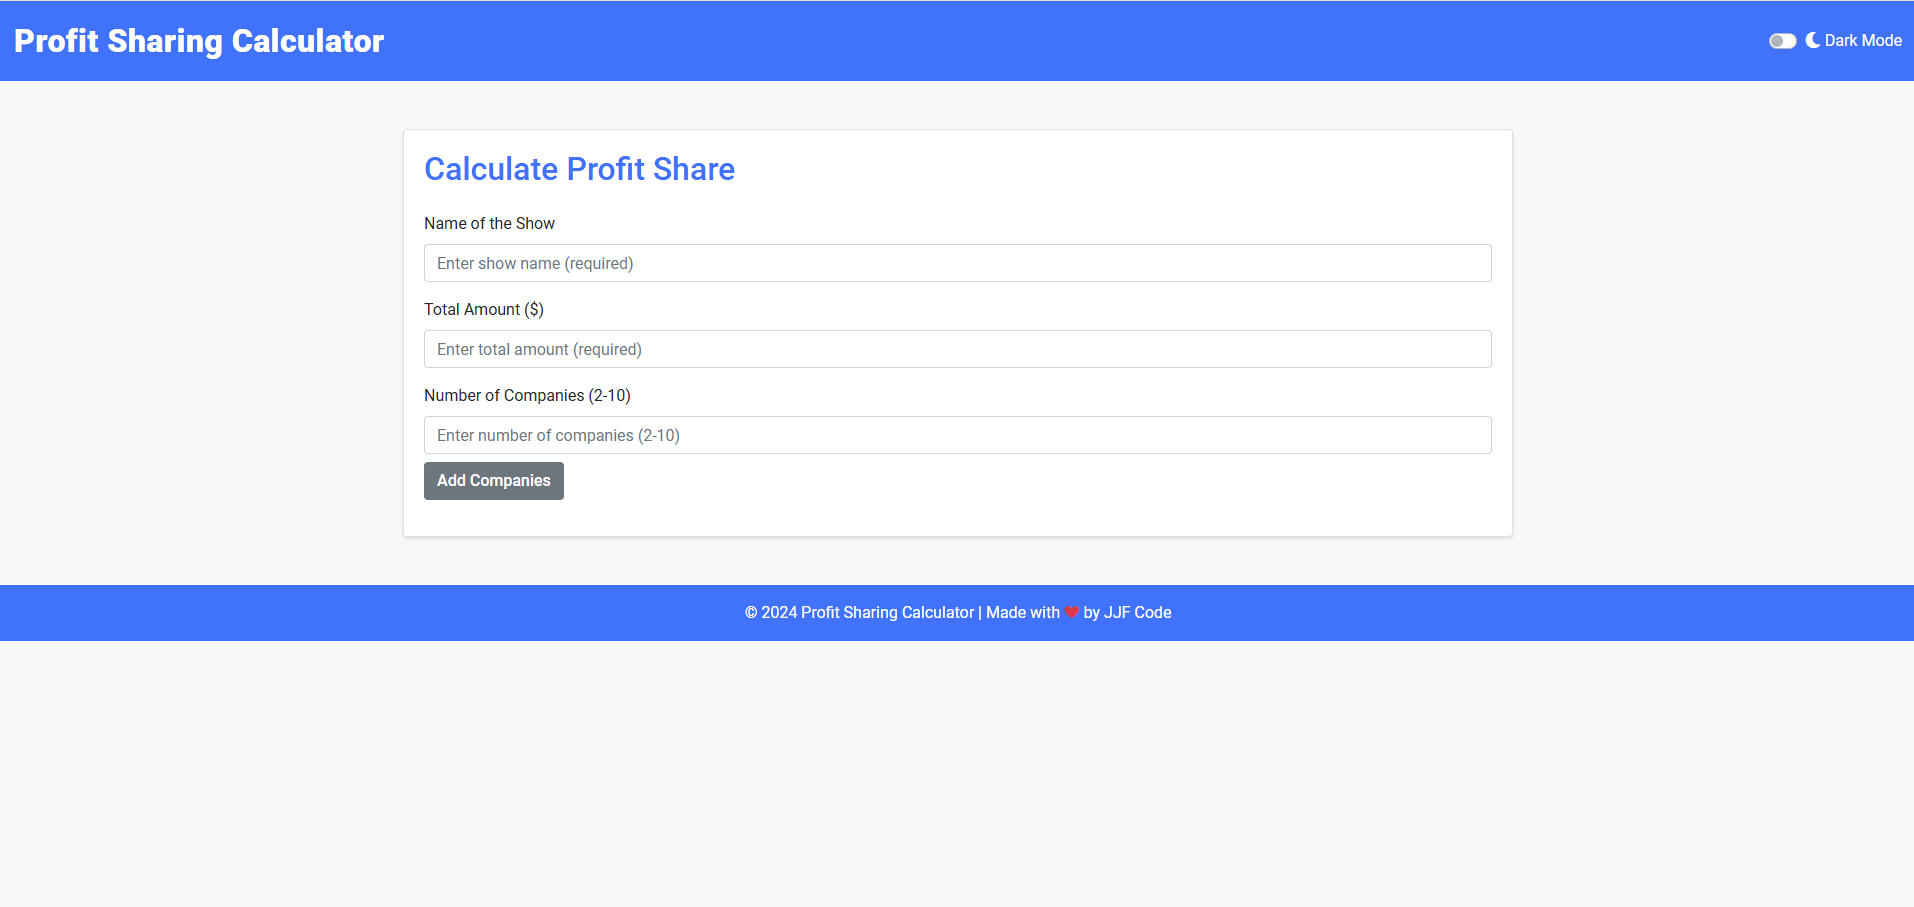 Profit Sharing Calculator
Dark Mode
Calculate Profit Share
Name of the Show
Enter show name (required)
Total Amount ($)
Enter total amount (required)
Number of Companies (2-10)
Enter number of companies (2-10)
Add Companies
© 2024 Profit Sharing Calculator | Made with ❤ by JJF Code